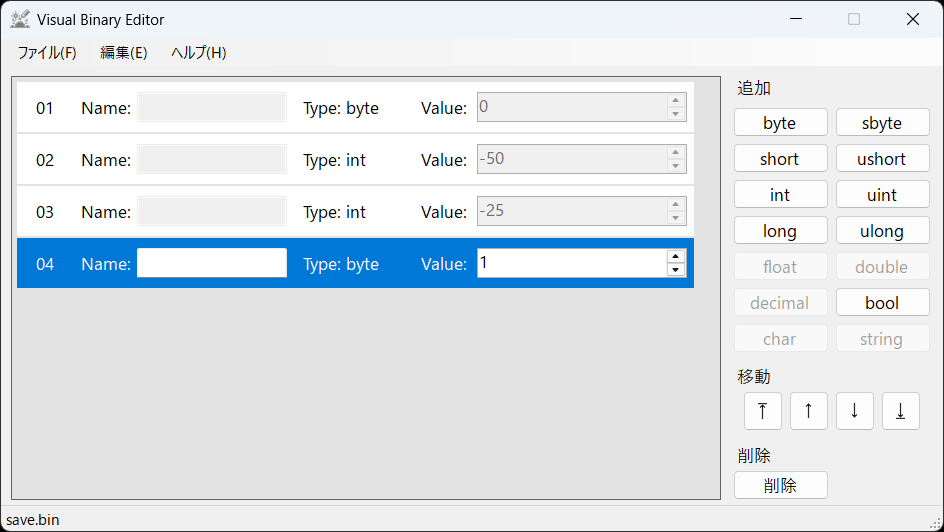 Visual Binary Editor
ファイル(F) 編集(E) ヘルプ(H)
01 Name: Type: byte Value: 0
02 Name: Type: int Value: -50
03 Name: Type: int Value: -25
04 Name: Type: byte Value: 1
追加
byte sbyte
short ushort
int uint
long ulong
float double
decimal bool
char string
移動
↑ ↓
削除
削除
save.bin